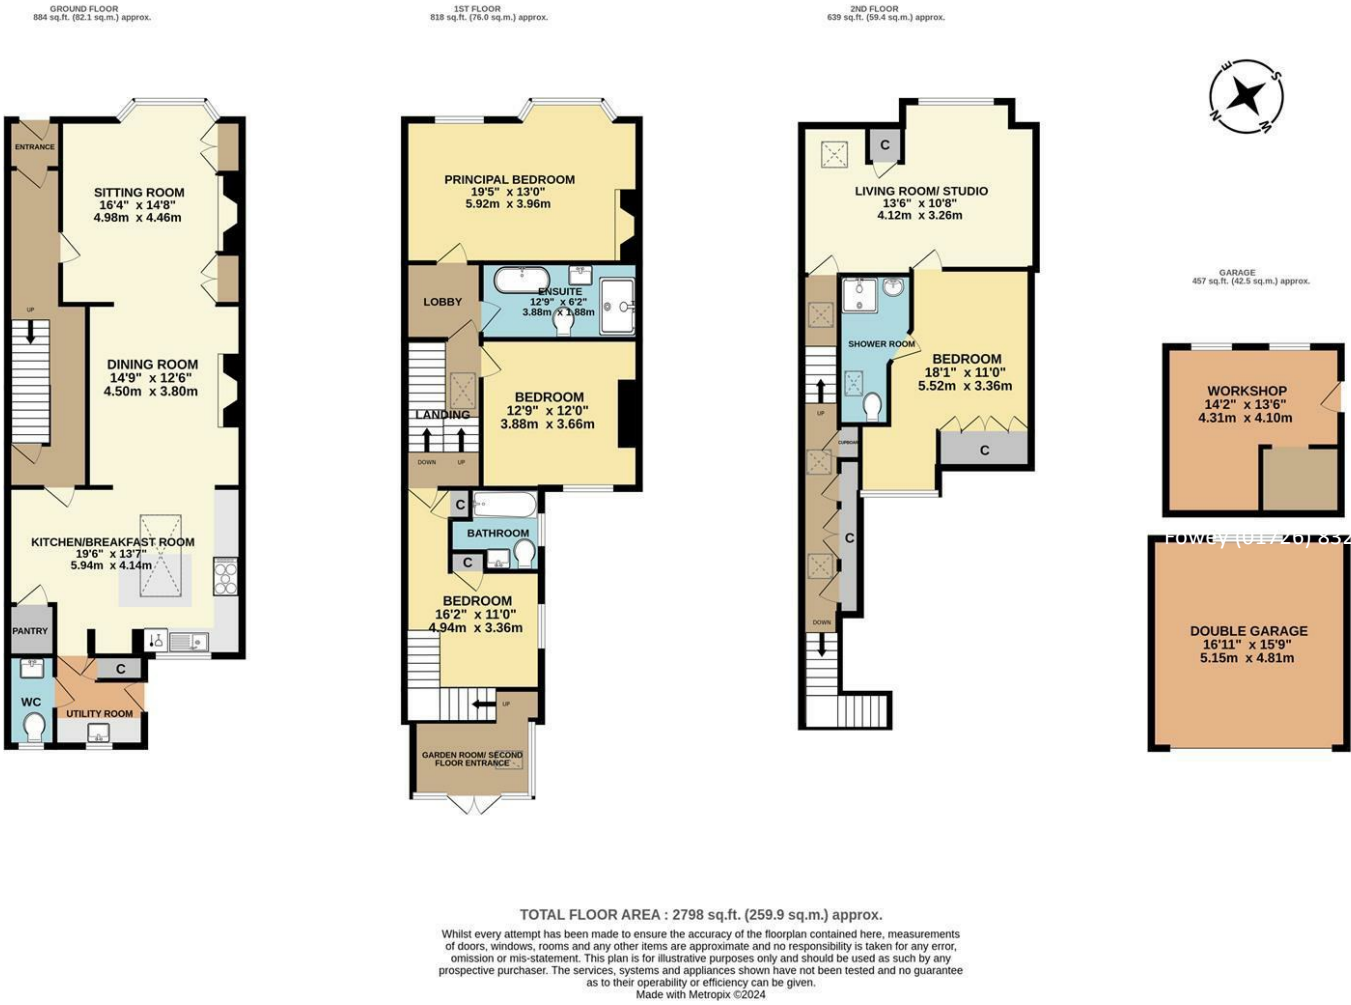 GROUND FLOOR
884 sq.ft. (82.1 sq.m.) approx.
1ST FLOOR
818 sq.ft. (76.0 sq.m.) approx.
2ND FLOOR
639 sq.ft. (59.4 sq.m.) approx.
E
S
N
W
GARAGE
457 sq.ft. (42.5 sq.m.) approx.
ENTRANCE
SITTING ROOM
16'4" x 14'8"
4.98m x 4.46m
UP
DINING ROOM
14'9" x 12'6"
4.50m x 3.80m
KITCHEN/BREAKFAST ROOM
19'6" x 13'7"
5.94m x 4.14m
PANTRY
C
WC
UTILITY ROOM
PRINCIPAL BEDROOM
19'5" x 13'0"
5.92m x 3.96m
LOBBY
ENSUITE
12'9" x 6'2"
3.88m x 1.88m
BEDROOM
12'9" x 12'0"
3.88m x 3.66m
LANDING
DOWN
UP
C
BATHROOM
C
BEDROOM
16'2" x 11'0"
4.94m x 3.36m
UP
GARDEN ROOM/ SECOND
FLOOR ENTRANCE
C
LIVING ROOM/ STUDIO
13'6" x 10'8"
4.12m x 3.26m
SHOWER ROOM
BEDROOM
18'1" x 11'0"
5.52m x 3.36m
UP
CUPBOARD
C
C
DOWN
WORKSHOP
14'2" x 13'6"
4.31m x 4.10m
Fowey (01726) 832
DOUBLE GARAGE
16'11" x 15'9"
5.15m x 4.81m
TOTAL FLOOR AREA : 2798 sq.ft. (259.9 sq.m.) approx.
Whilst every attempt has been made to ensure the accuracy of the floorplan contained here, measurements
of doors, windows, rooms and any other items are approximate and no responsibility is taken for any error,
omission or mis-statement. This plan is for illustrative purposes only and should be used as such by any
prospective purchaser. The services, systems and appliances shown have not been tested and no guarantee
as to their operability or efficiency can be given.
Made with Metropix ©2024